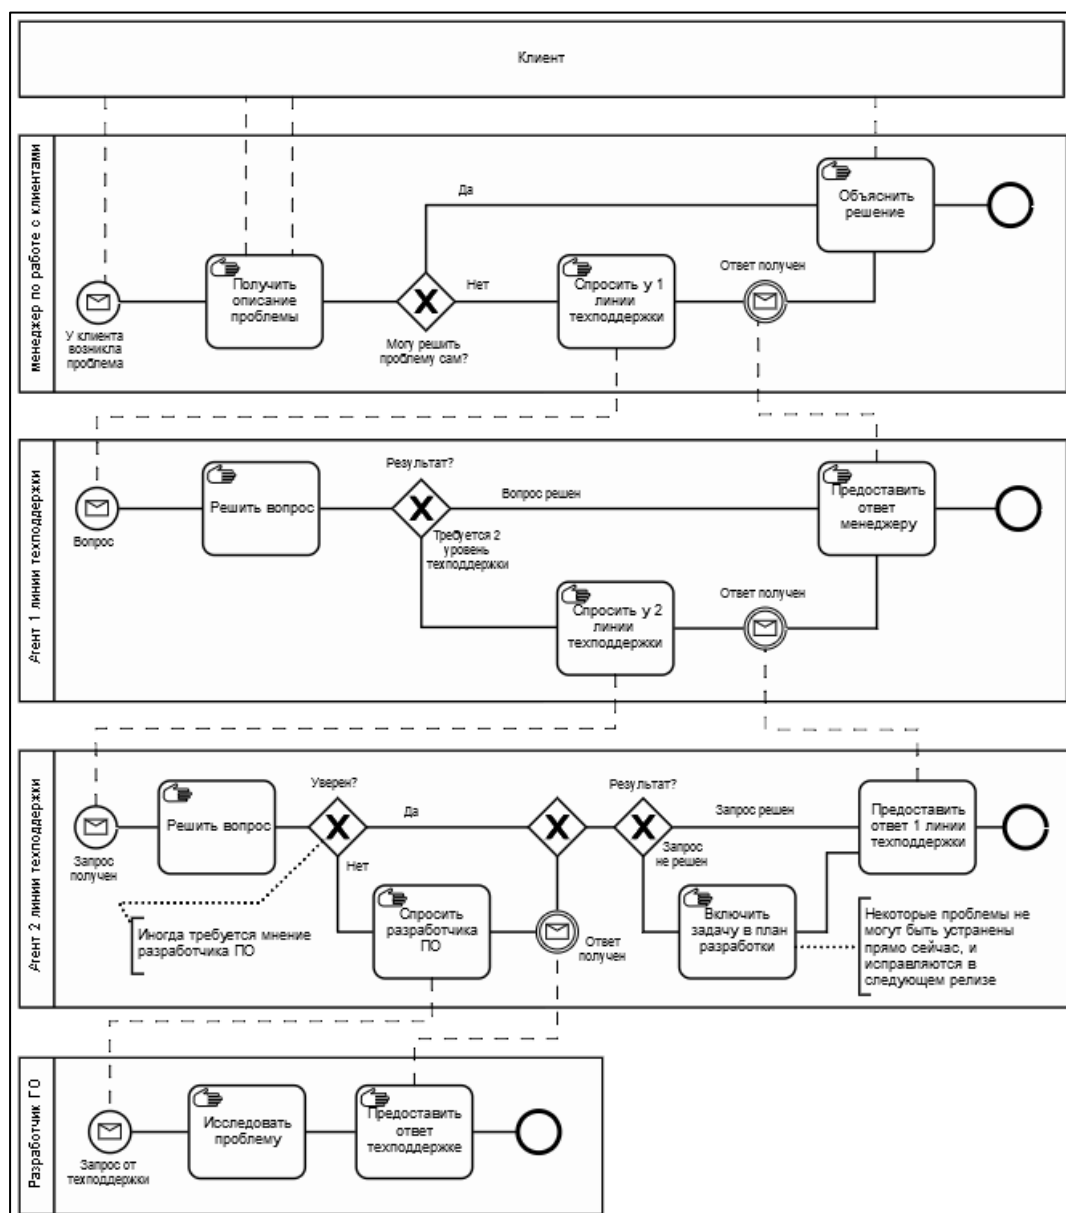 Клиент
менеджер по работе с клиентами
Да
Объяснить
решение
Получить
описание
проблемы
Нет
Спросить у 1
линии
техподдержки
Ответ получен
У клиента
возникла
проблема
Могу решить
проблему сам?
Агент 1 линии техподдержки
Результат?
Вопрос решен
Предоставить
ответ
менеджеру
Решить вопрос
Вопрос
Требуется 2
уровень
техподдержки
Спросить у 2
линии
техподдержки
Ответ получен
Агент 2 линии техподдержки
Уверен?
Результат?
Да
Запрос решен
Предоставить
ответ 1 линии
техподдержки
Решить вопрос
Запрос
получен
Нет
Запрос
не решен
Иногда требуется мнение
разработчика ПО
Спросить
разработчика
ПО
Ответ
получен
Включить
задачу в план
разработки
Некоторые проблемы не
могут быть устранены
прямо сейчас, и
исправляются в
следующем релизе
Разработчик ПО
Исследовать
проблему
Предоставить
ответ
техподдержке
Запрос от
техподдержки